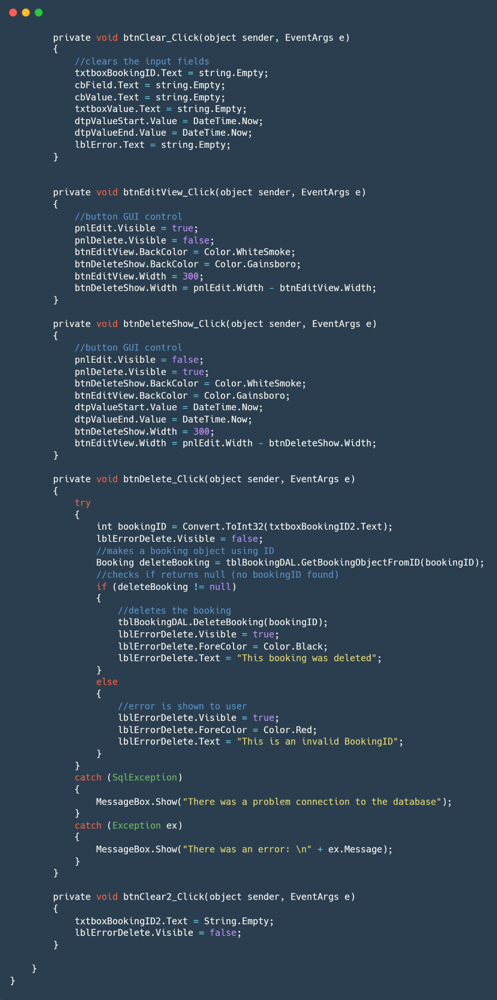 private void btnClear_Click(object sender, EventArgs e)
{
//clears the input fields
txtboxBookingID.Text = string.Empty;
cbField.Text = string.Empty;
cbValue.Text = string.Empty;
txtboxValue.Text = string.Empty;
dtpValueStart.Value = DateTime.Now;
dtpValueEnd.Value = DateTime.Now;
lblError.Text = string.Empty;
}
private void btnEditView_Click(object sender, EventArgs e)
{
//button GUI control
pnlEdit.Visible = true;
pnlDelete.Visible = false;
btnEditView.BackColor = Color.WhiteSmoke;
btnDeleteShow.BackColor = Color.Gainsboro;
btnEditView.Width = 300;
btnDeleteShow.Width = pnlEdit.Width - btnEditView.Width;
}
private void btnDeleteShow_Click(object sender, EventArgs e)
{
//button GUI control
pnlEdit.Visible = false;
pnlDelete.Visible = true;
btnDeleteShow.BackColor = Color.WhiteSmoke;
btnEditView.BackColor = Color.Gainsboro;
dtpValueStart.Value = DateTime.Now;
dtpValueEnd.Value = DateTime.Now;
btnDeleteShow.Width = 300;
btnEditView.Width = pnlEdit.Width - btnDeleteShow.Width;
}
private void btnDelete_Click(object sender, EventArgs e)
{
try
{
int bookingID = Convert.ToInt32(txtboxBookingID2.Text);
lblErrorDelete.Visible = false;
//makes a booking object using ID
Booking deleteBooking = tblBookingDAL.GetBookingObjectFromID(bookingID);
//checks if returns null (no bookingID found)
if (deleteBooking != null)
{
//deletes the booking
tblBookingDAL.DeleteBooking(bookingID);
lblErrorDelete.Visible = true;
lblErrorDelete.ForeColor = Color.Black;
lblErrorDelete.Text = "This booking was deleted";
}
else
{
//error is shown to user
lblErrorDelete.Visible = true;
lblErrorDelete.ForeColor = Color.Red;
lblErrorDelete.Text = "This is an invalid BookingID";
}
}
catch (SqlException)
{
MessageBox.Show("There was a problem connection to the database");
}
catch (Exception ex)
{
MessageBox.Show("There was an error: \n" + ex.Message);
}
}
private void btnClear2_Click(object sender, EventArgs e)
{
txtboxBookingID2.Text = String.Empty;
lblErrorDelete.Visible = false;
}
}
}